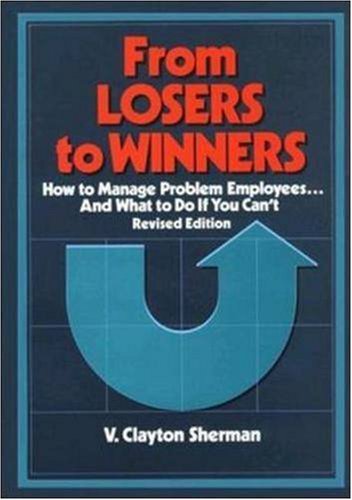 From
LOSERS
to WINNERS
How to Manage Problem Employees...
And What to Do If You Can't
Revised Edition
V. Clayton Sherman